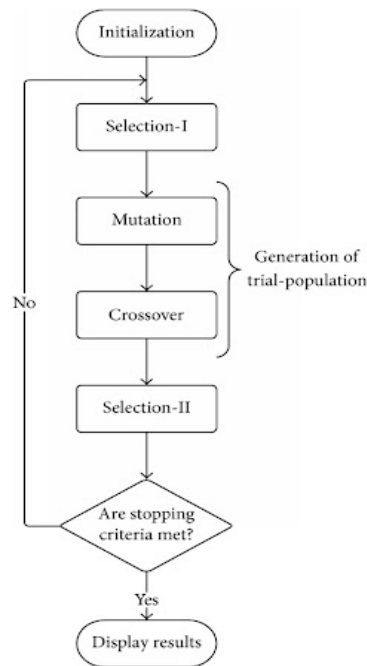 Initialization
Selection-I
Mutation
Generation of
trial-population
No
Crossover
Selection-II
Are stopping
criteria met?
Yes
Display results